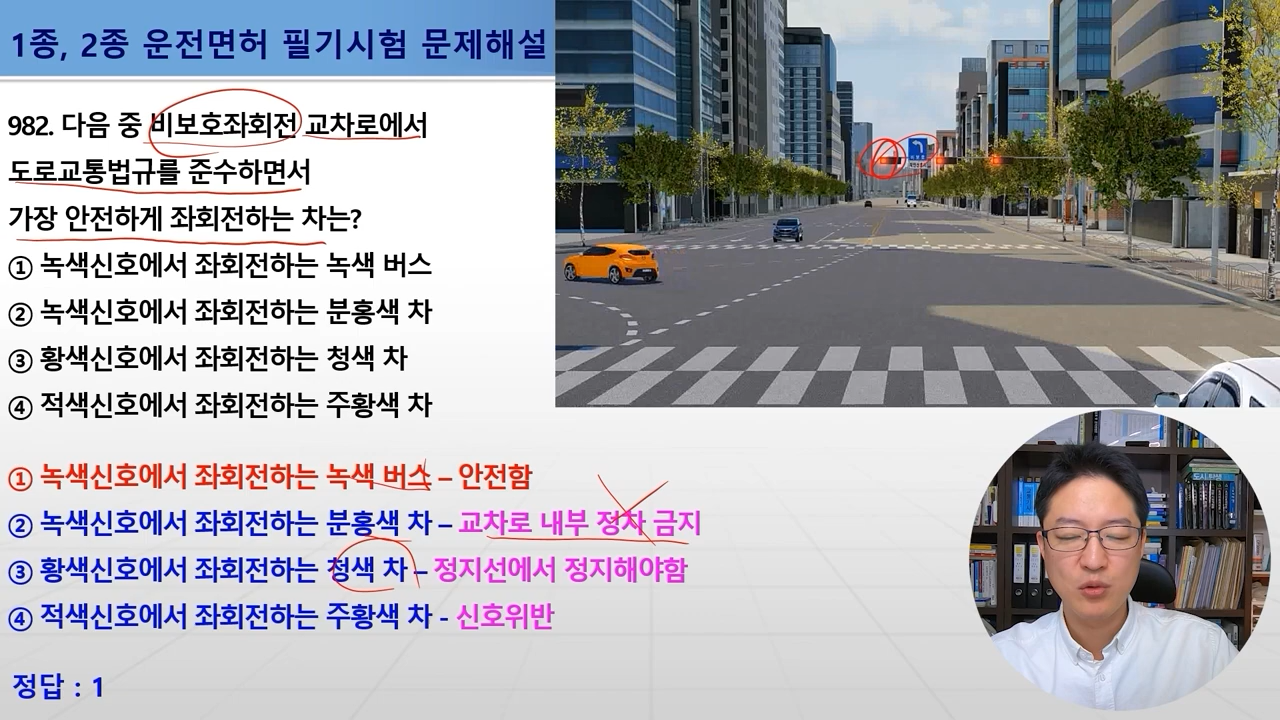 1종, 2종 운전면허 필기시험 문제해설
982. 다음 중 비보호좌회전 교차로에서
도로교통법규를 준수하면서
가장 안전하게 좌회전하는 차는?
① 녹색신호에서 좌회전하는 녹색 버스
② 녹색신호에서 좌회전하는 분홍색 차
③ 황색신호에서 좌회전하는 청색 차
④ 적색신호에서 좌회전하는 주황색 차
① 녹색신호에서 좌회전하는 녹색 버스 – 안전함
② 녹색신호에서 좌회전하는 분홍색 차 – 교차로 내부 정차 금지
③ 황색신호에서 좌회전하는 청색 차 – 정지선에서 정지해야함
④ 적색신호에서 좌회전하는 주황색 차 - 신호위반
정답 : 1